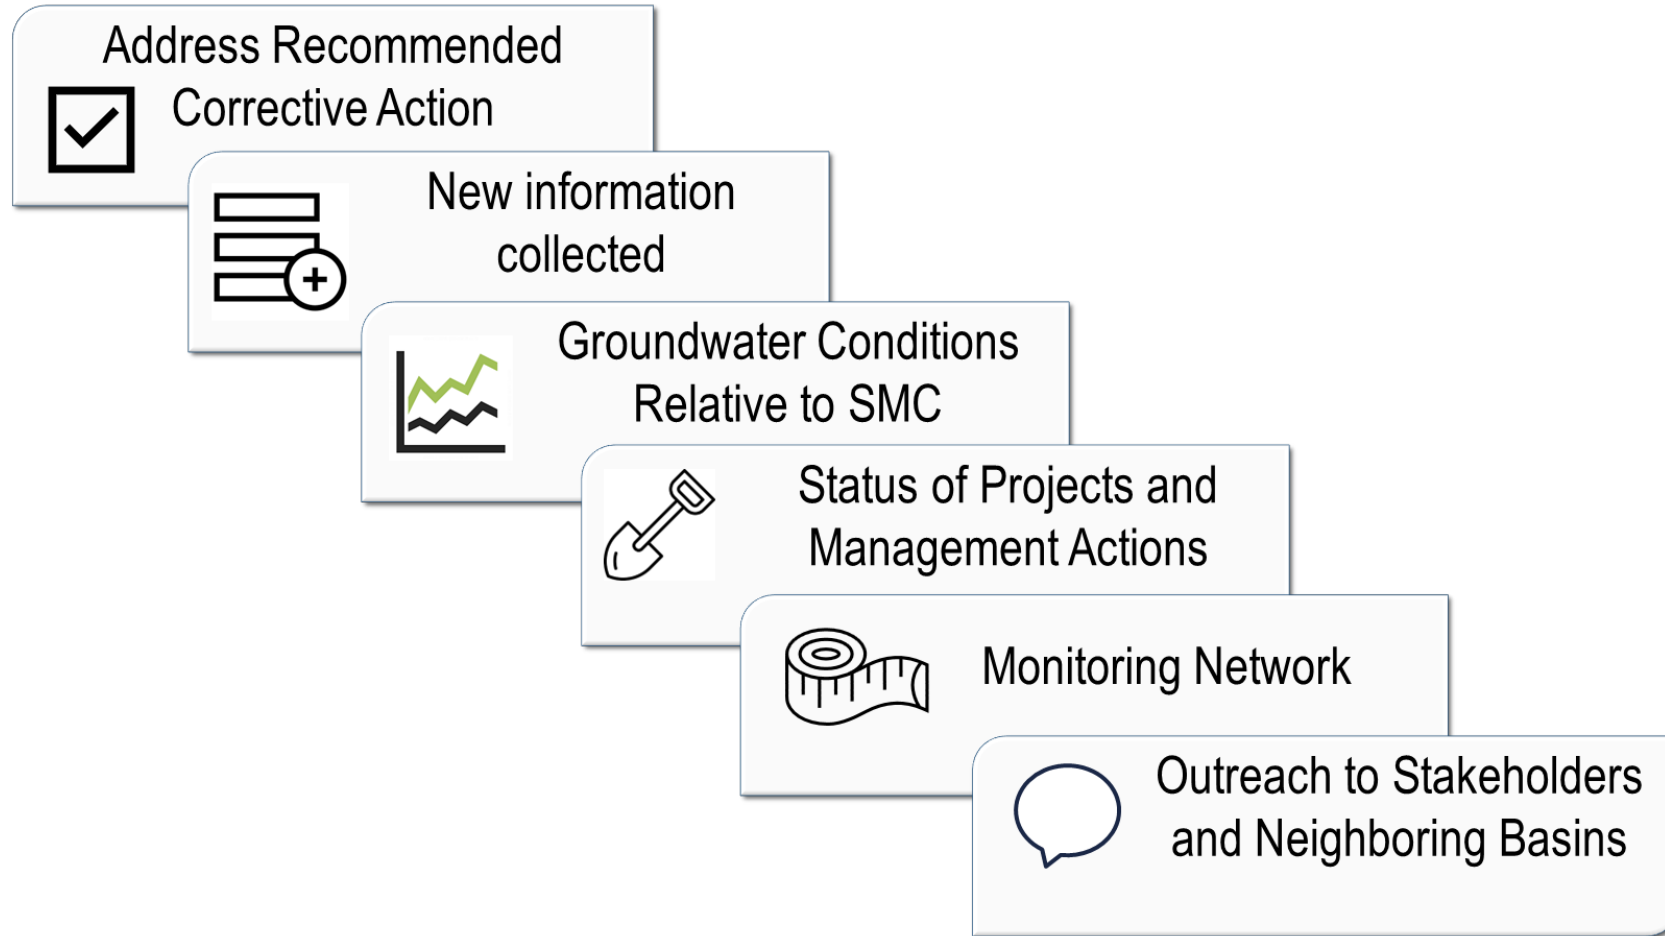 Address Recommended
Corrective Action
New information
collected
Groundwater Conditions
Relative to SMC
Status of Projects and
Management Actions
Monitoring Network
Outreach to Stakeholders
and Neighboring Basins